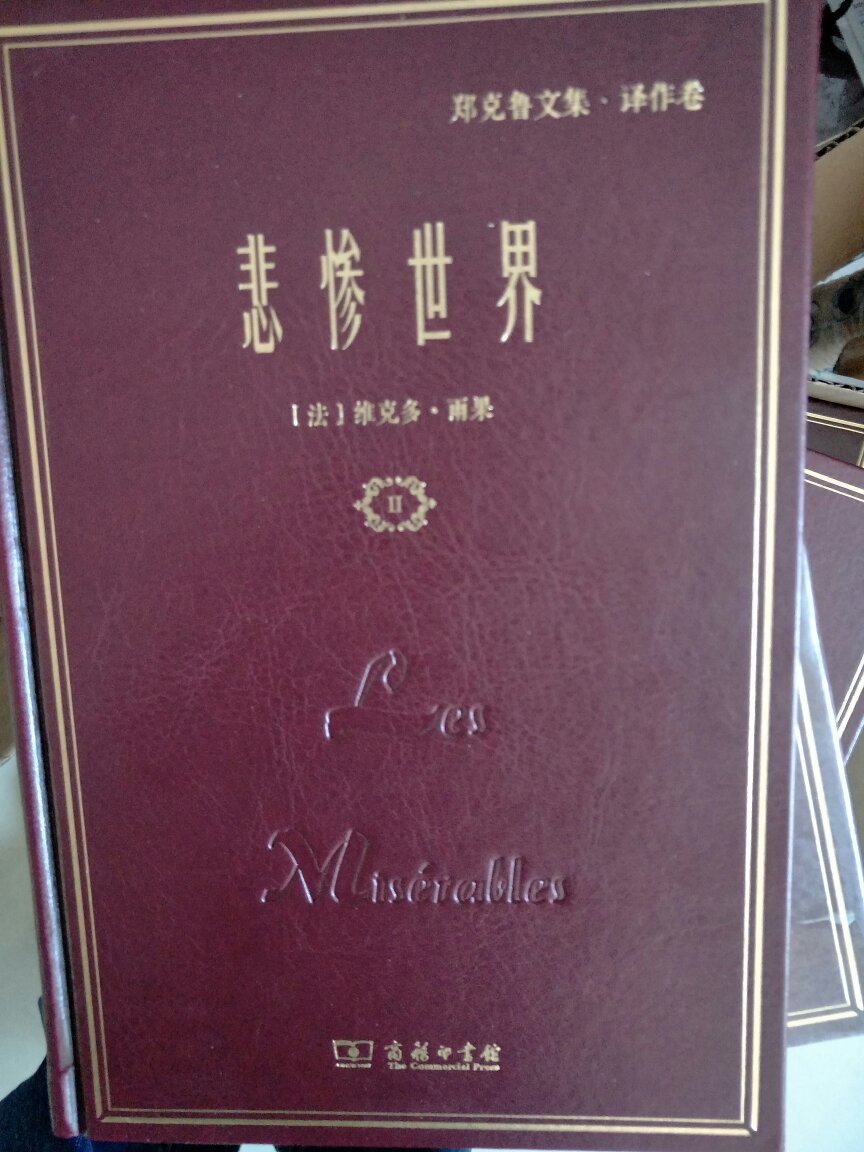 郑克鲁文集·译作卷
悲惨世界
[法]维克多·雨果
II
Les
Misérables
商务印书馆
The Commercial Press